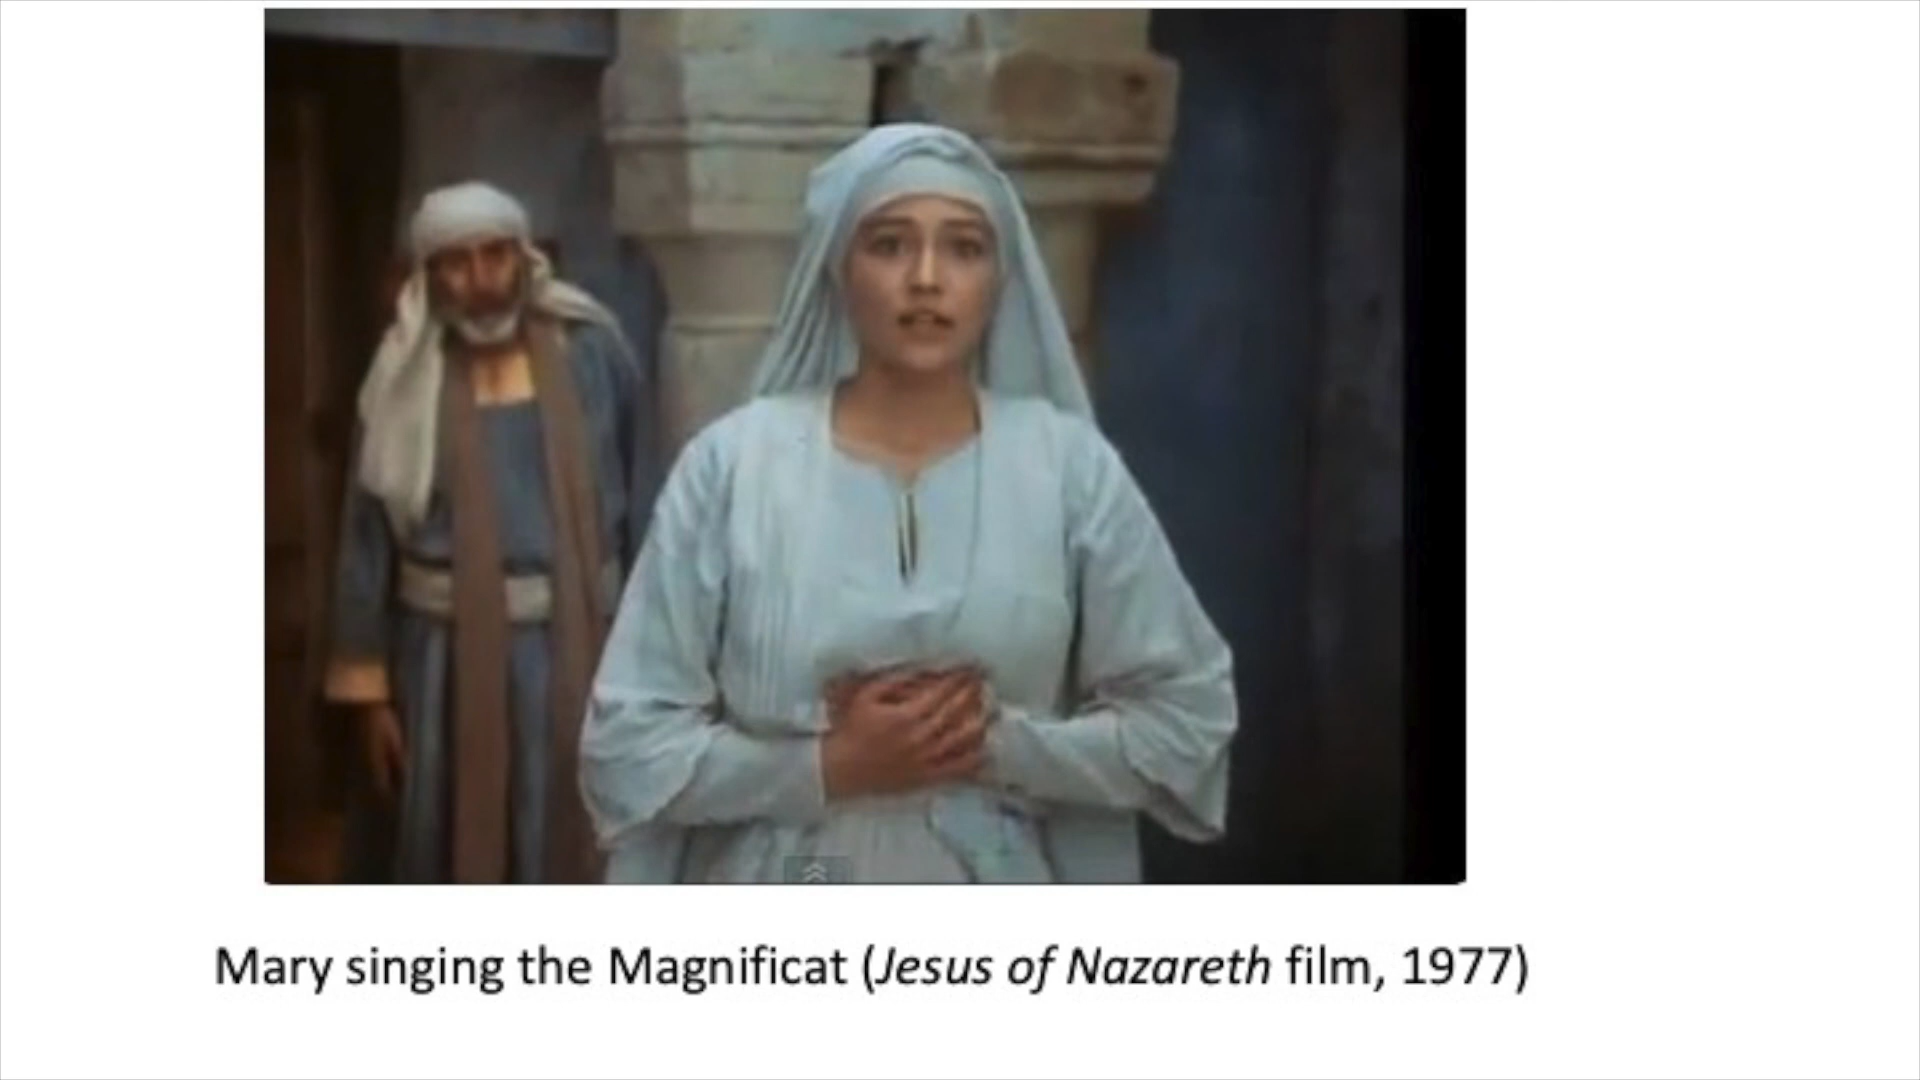 Mary singing the Magnificat (Jesus of Nazareth film, 1977)